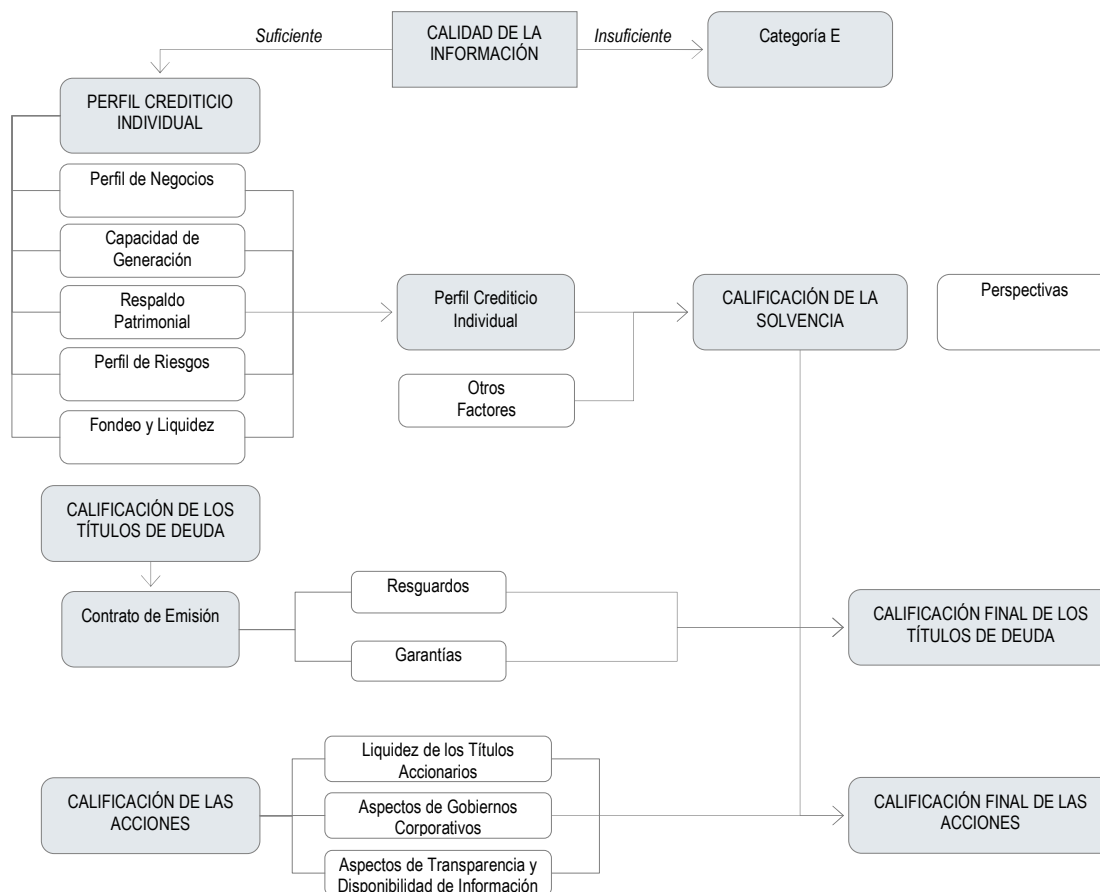 Suficiente
CALIDAD DE LA
INFORMACIÓN
Insuficiente
Categoría E
PERFIL CREDITICIO
INDIVIDUAL
Perfil de Negocios
Capacidad de
Generación
Respaldo
Patrimonial
Perfil de Riesgos
Fondeo y Liquidez
Perfil Crediticio
Individual
Otros
Factores
CALIFICACIÓN DE LA
SOLVENCIA
Perspectivas
CALIFICACIÓN DE LOS
TÍTULOS DE DEUDA
Contrato de Emisión
Resguardos
Garantías
CALIFICACIÓN FINAL DE LOS
TÍTULOS DE DEUDA
CALIFICACIÓN DE LAS
ACCIONES
Liquidez de los Títulos
Accionarios
Aspectos de Gobiernos
Corporativos
Aspectos de Transparencia y
Disponibilidad de Información
CALIFICACIÓN FINAL DE LAS
ACCIONES